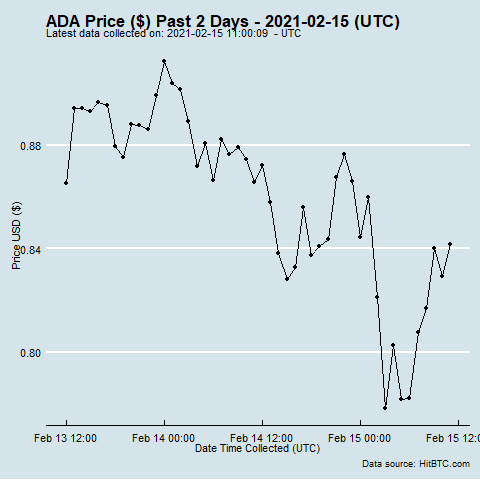 ADA Price ($) Past 2 Days - 2021-02-15 (UTC)
Latest data collected on: 2021-02-15 11:00:09 - UTC
0.88
0.84
0.80
Price USD ($)
Feb 13 12:00 Feb 14 00:00 Feb 14 12:00 Feb 15 00:00 Feb 15 12:
Date Time Collected (UTC)
Data source: HitBTC.com